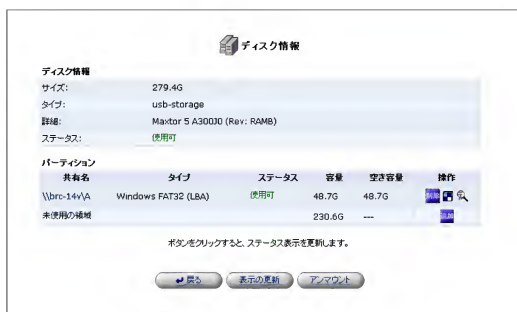 ディスク情報
ディスク情報
サイズ: 279.4G
タイプ: usb-storage
詳細: Maxtor 5 A300J0 (Rev: RAMB)
ステータス: 使用可
パーティション
共有名 タイプ ステータス 容量 空き容量 操作
\\brc-14v\A Windows FAT32 (LBA) 使用可 48.7G 48.7G 制限
未使用の領域 230.6G ---
ボタンをクリックすると、ステータス表示を更新します。
戻る 表示の更新 アンマウント